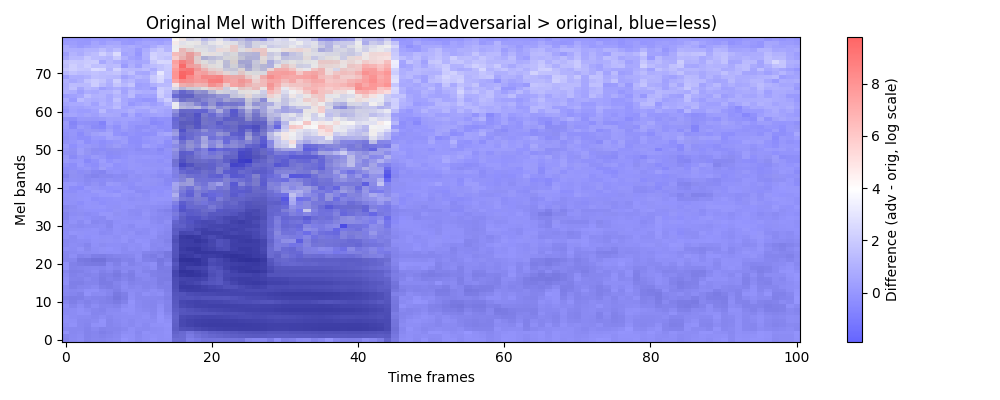 Original Mel with Differences (red=adversarial > original, blue=less)
Mel bands
70
60
50
40
30
20
10
0
0 20 40 60 80 100
Time frames
8
6
4
2
0
Difference (adv - orig, log scale)